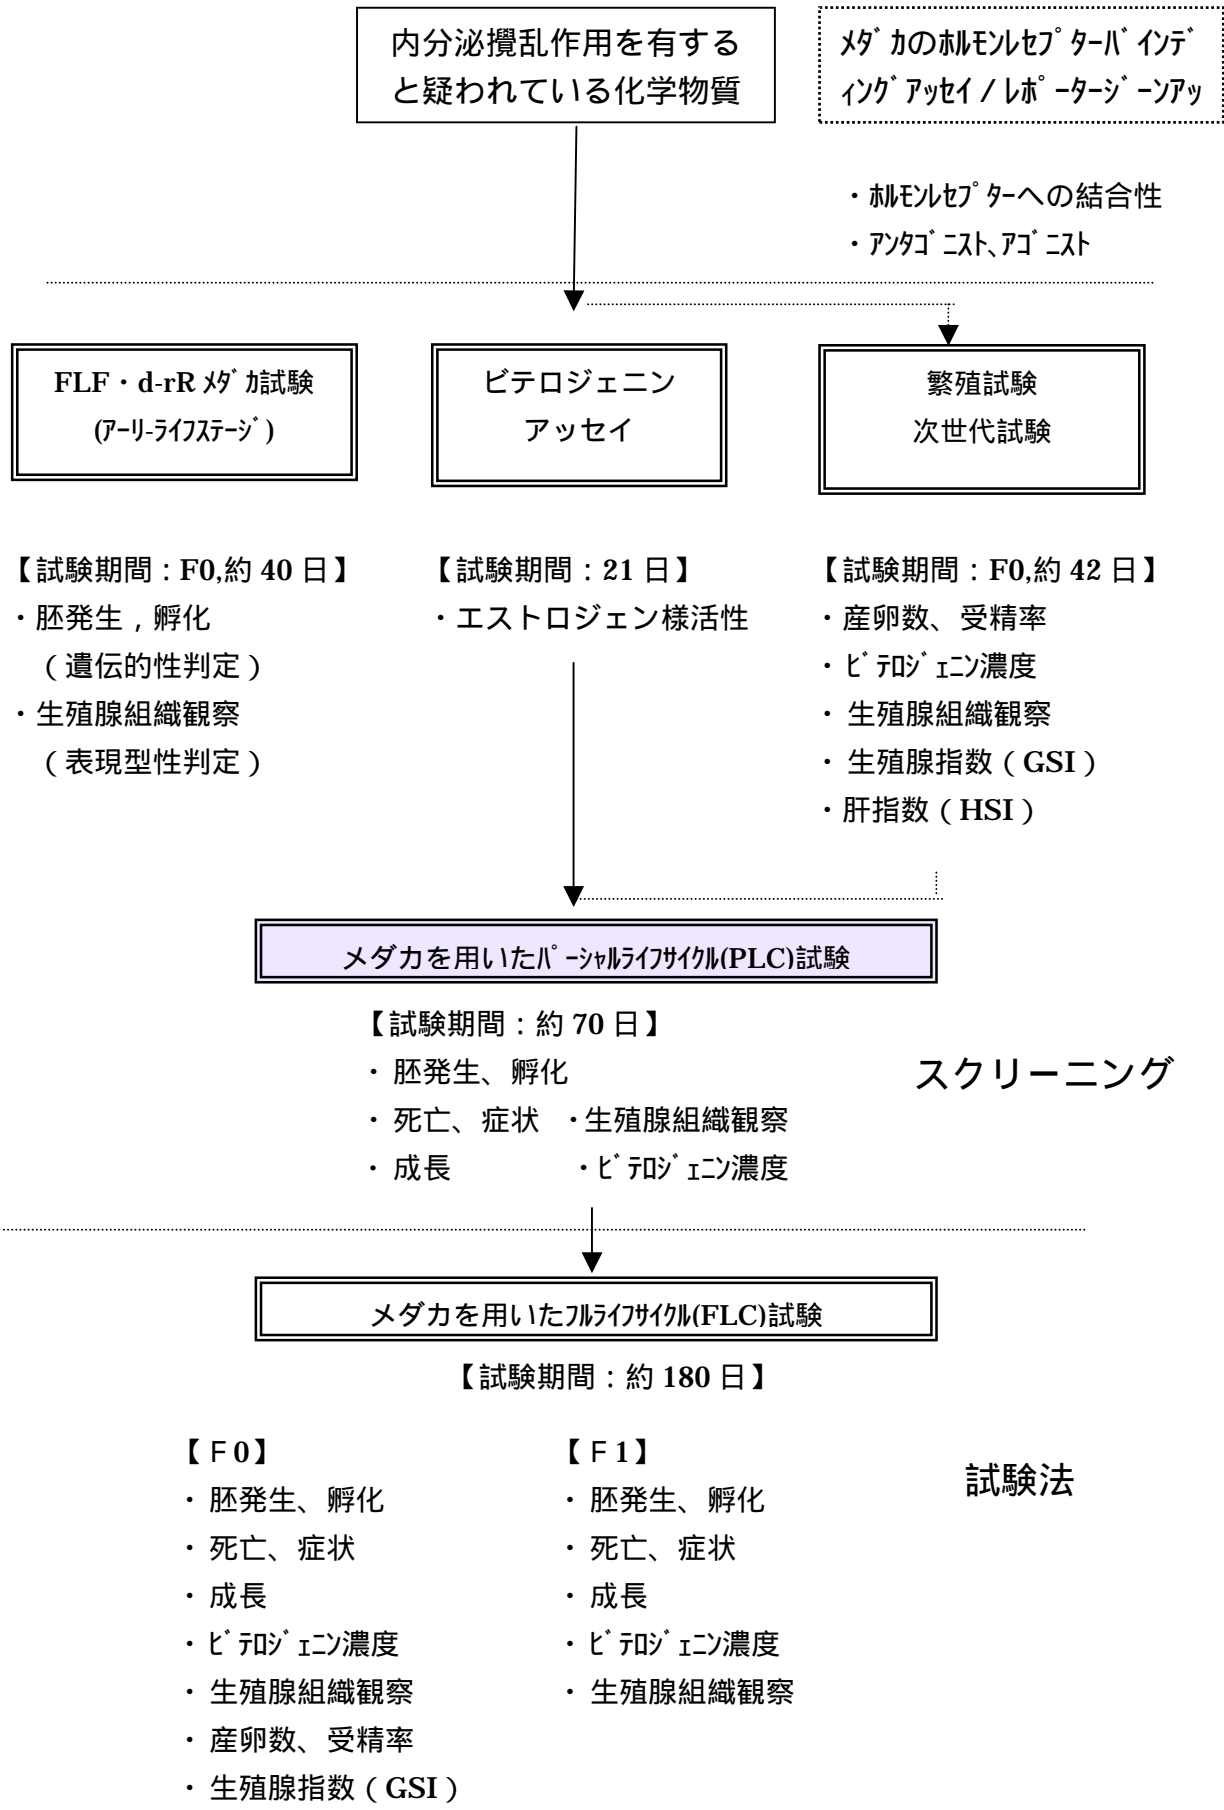 内分泌攪乱作用を有する
と疑われている化学物質
ﾒﾀﾞｶのﾎﾙﾓﾝﾚｾﾌﾟﾀｰﾊﾞｲﾝﾃﾞ
ｨﾝｸﾞｱｯｾｲ / ﾚﾎﾟｰﾀｰｼﾞｰﾝｱｯ
・ﾎﾙﾓﾝﾚｾﾌﾟﾀｰへの結合性
・ｱﾝﾀｺﾞﾆｽﾄ､ｱｺﾞﾆｽﾄ
FLF・d-rR ﾒﾀﾞｶ試験
(ｱｰﾘ-ﾗｲﾌｽﾃｰｼﾞ)
ビテロジェニン
アッセイ
繁殖試験
次世代試験
【試験期間：F0,約 40 日】
・胚発生，孵化
（遺伝的性判定）
・生殖腺組織観察
（表現型性判定）
【試験期間：21 日】
・エストロジェン様活性
【試験期間：F0,約 42 日】
・産卵数、受精率
・ﾋﾞﾃﾛｼﾞｪﾆﾝ濃度
・生殖腺組織観察
・生殖腺指数（GSI）
・肝指数（HSI）
メダカを用いたﾊﾟｰｼｬﾙﾗｲﾌｻｲｸﾙ(PLC)試験
【試験期間：約 70 日】
・胚発生、孵化
・死亡、症状　・生殖腺組織観察
・成長　　　　・ﾋﾞﾃﾛｼﾞｪﾆﾝ濃度
スクリーニング
メダカを用いたﾌﾙﾗｲﾌｻｲｸﾙ(FLC)試験
【試験期間：約 180 日】
【Ｆ0】
・胚発生、孵化
・死亡、症状
・成長
・ﾋﾞﾃﾛｼﾞｪﾆﾝ濃度
・生殖腺組織観察
・産卵数、受精率
・生殖腺指数（GSI）
【Ｆ1】
・胚発生、孵化
・死亡、症状
・成長
・ﾋﾞﾃﾛｼﾞｪﾆﾝ濃度
・生殖腺組織観察
試験法